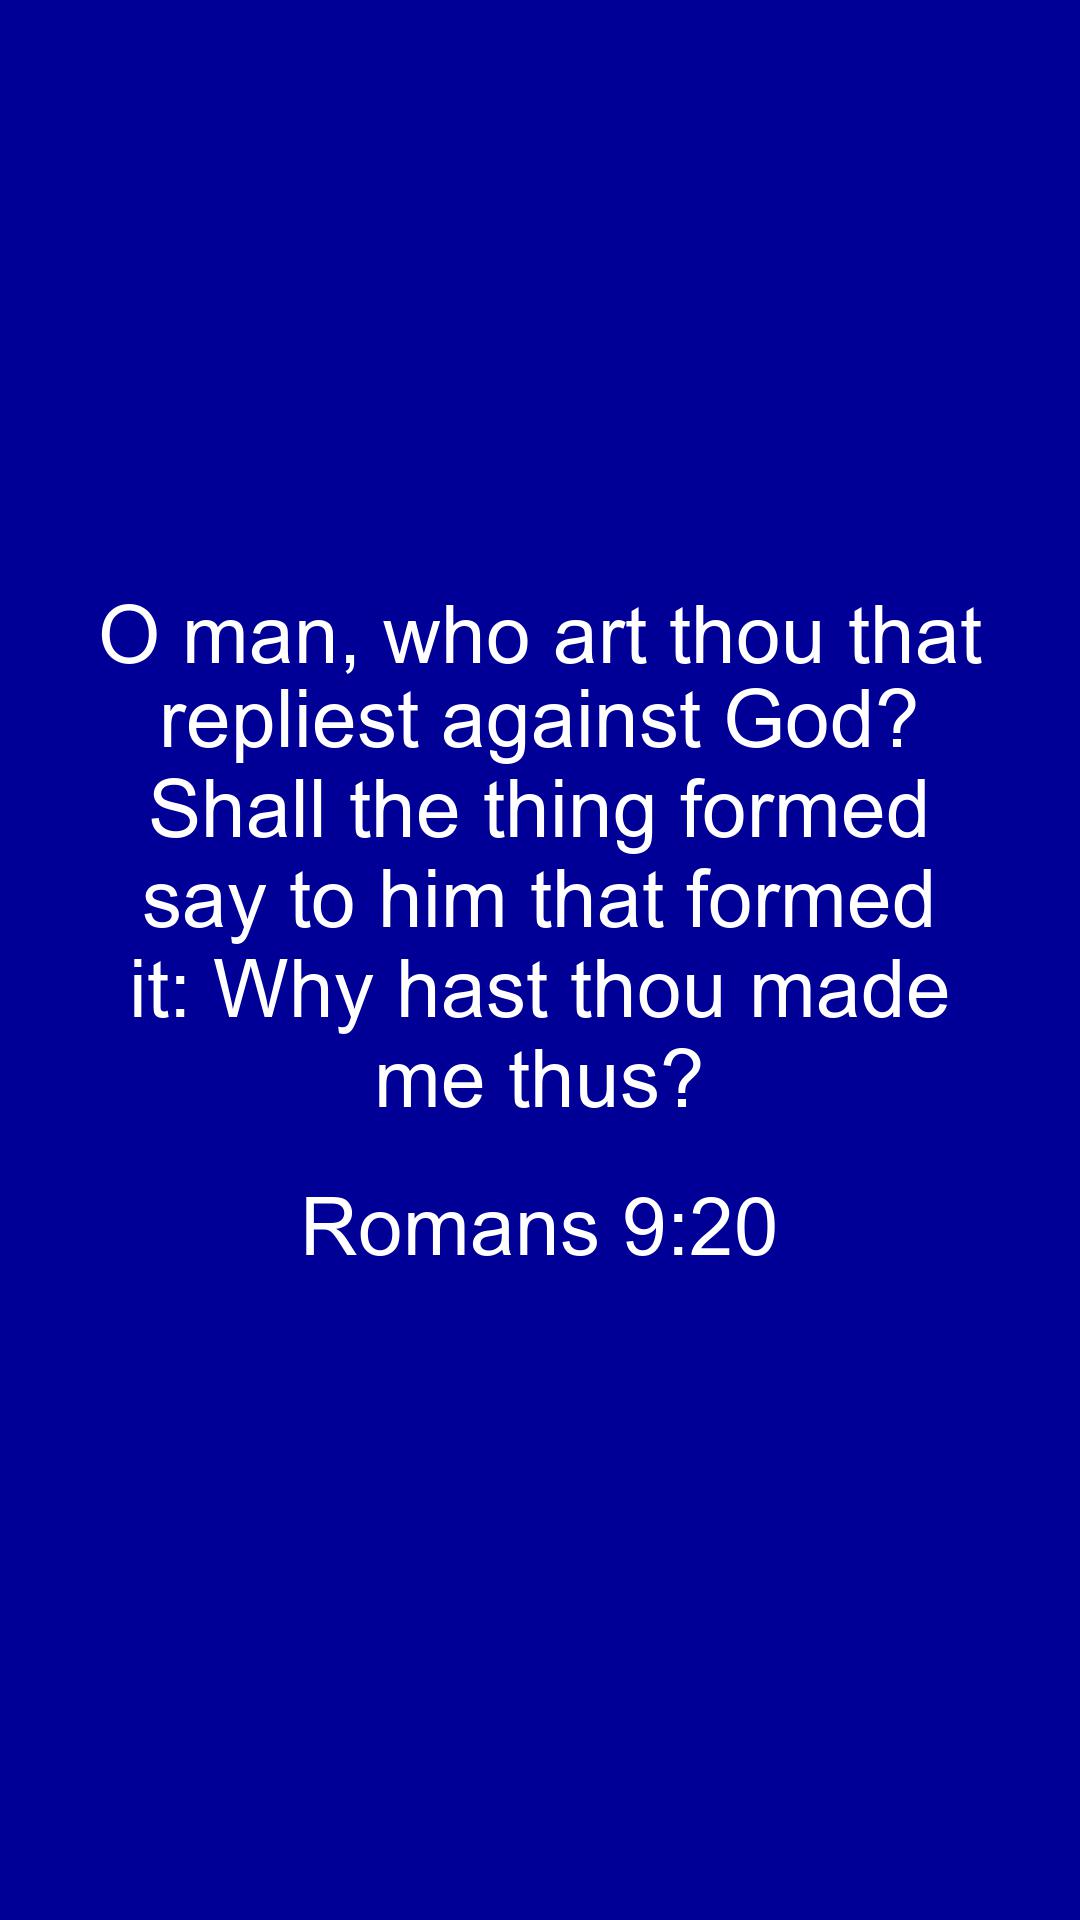 O man, who art thou that
repliest against God?
Shall the thing formed
say to him that formed
it: Why hast thou made
me thus?
Romans 9:20